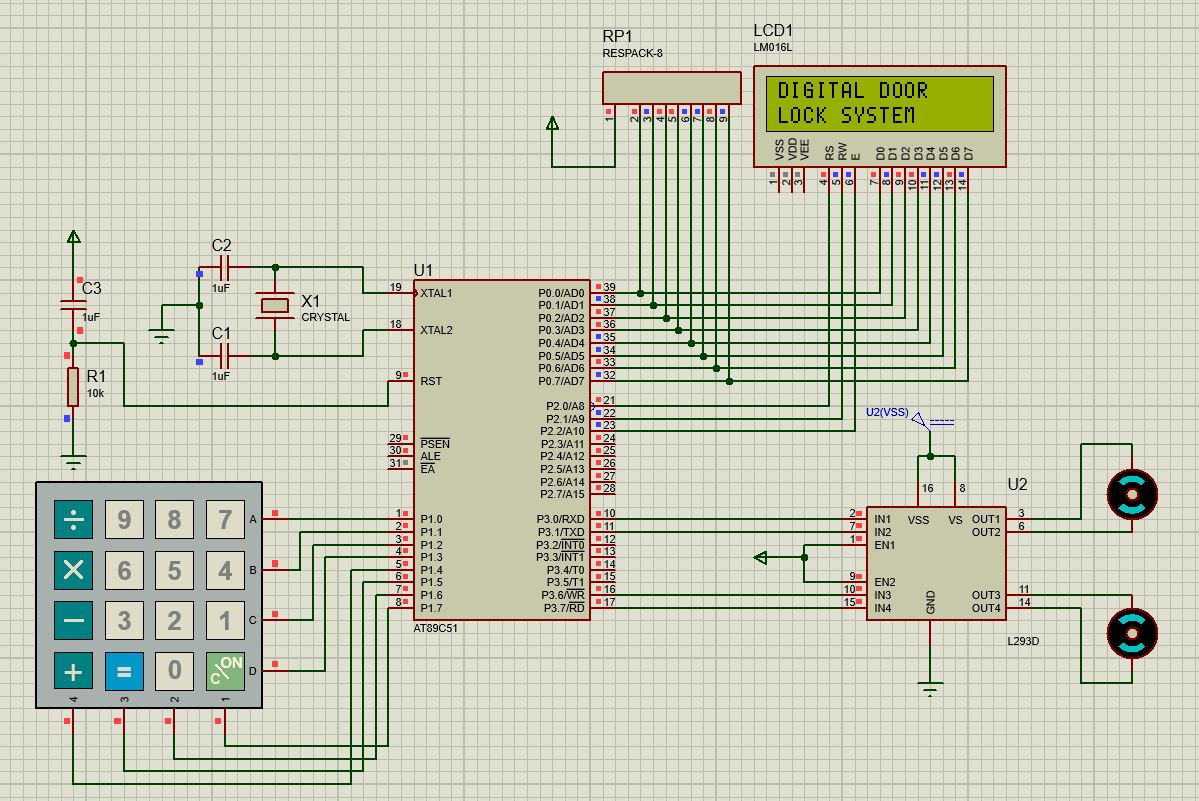 RP1
RESPACK-8
1
2
3
4
5
6
7
8
9
LCD1
LM016L
DIGITAL DOOR
LOCK SYSTEM
VSS
VDD
VEE
RS
RW
E
D0
D1
D2
D3
D4
D5
D6
D7
1
2
3
4
5
6
7
8
9
10
11
12
13
14
C3
1uF
R1
10k
C2
1uF
C1
1uF
X1
CRYSTAL
U1
19 XTAL1
18 XTAL2
9 RST
29 PSEN
30 ALE
31 EA
1 P1.0
2 P1.1
3 P1.2
4 P1.3
5 P1.4
6 P1.5
7 P1.6
8 P1.7
P0.0/AD0 39
P0.1/AD1 38
P0.2/AD2 37
P0.3/AD3 36
P0.4/AD4 35
P0.5/AD5 34
P0.6/AD6 33
P0.7/AD7 32
P2.0/A8 21
P2.1/A9 22
P2.2/A10 23
P2.3/A11 24
P2.4/A12 25
P2.5/A13 26
P2.6/A14 27
P2.7/A15 28
P3.0/RXD 10
P3.1/TXD 11
P3.2/INT0 12
P3.3/INT1 13
P3.4/T0 14
P3.5/T1 15
P3.6/WR 16
P3.7/RD 17
AT89C51
÷ 9 8 7 A
× 6 5 4 B
− 3 2 1 C
+ = 0 ON/C D
4 3 2 1
U2(VSS)
U2
16
8
VSS
VS
2 IN1
7 IN2
1 EN1
9 EN2
10 IN3
15 IN4
OUT1 3
OUT2 6
OUT3 11
OUT4 14
GND
L293D